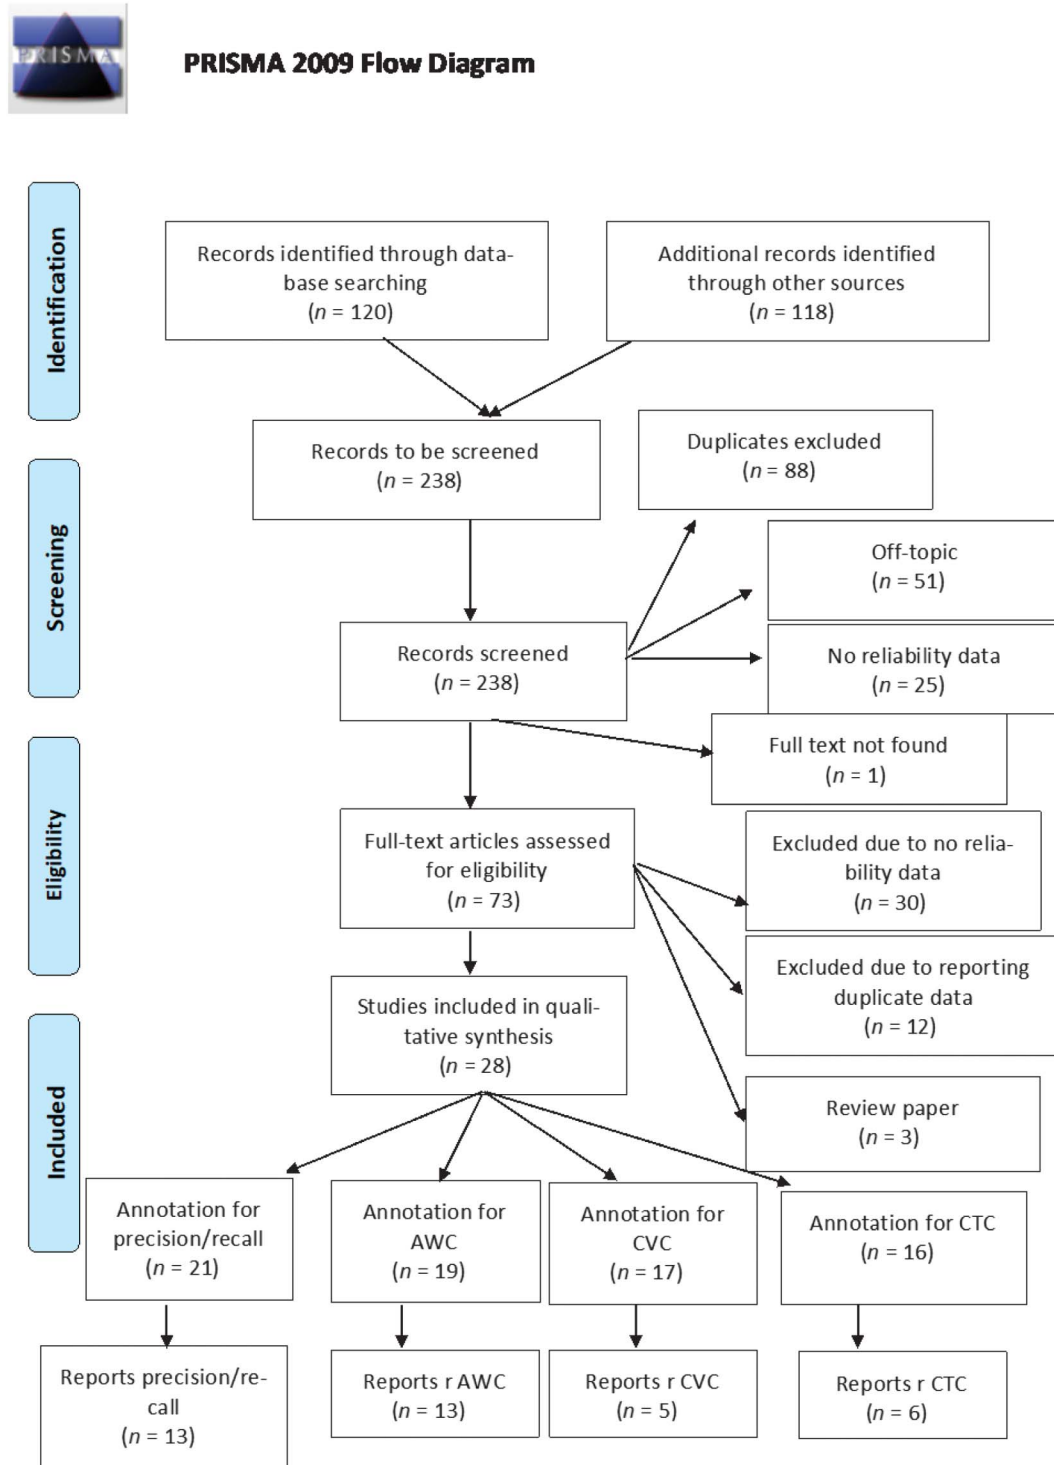 PRISMA
PRISMA 2009 Flow Diagram
Identification
Records identified through data-
base searching
(n = 120)
Additional records identified
through other sources
(n = 118)
Screening
Records to be screened
(n = 238)
Duplicates excluded
(n = 88)
Off-topic
(n = 51)
Records screened
(n = 238)
No reliability data
(n = 25)
Full text not found
(n = 1)
Eligibility
Full-text articles assessed
for eligibility
(n = 73)
Excluded due to no relia-
bility data
(n = 30)
Excluded due to reporting
duplicate data
(n = 12)
Studies included in quali-
tative synthesis
(n = 28)
Review paper
(n = 3)
Included
Annotation for
precision/recall
(n = 21)
Annotation for
AWC
(n = 19)
Annotation for
CVC
(n = 17)
Annotation for CTC
(n = 16)
Reports precision/re-
call
(n = 13)
Reports r AWC
(n = 13)
Reports r CVC
(n = 5)
Reports r CTC
(n = 6)